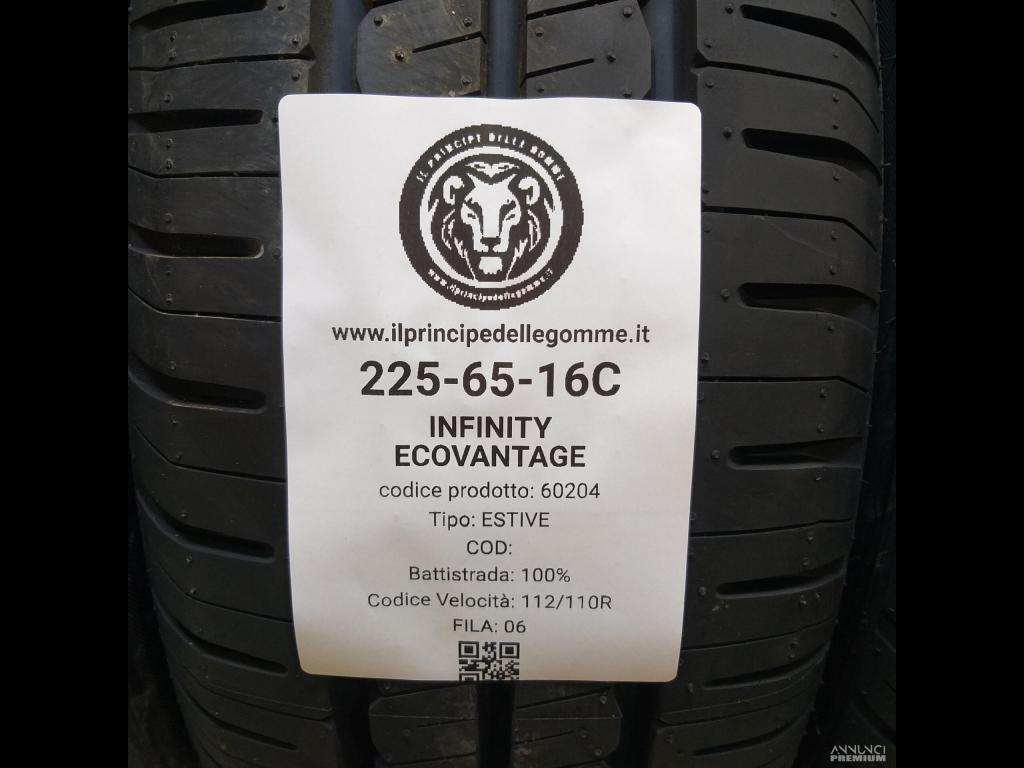 IL PRINCIPE DELLE GOMME
www.ilprincipedellegomme.it
www.ilprincipedellegomme.it
225-65-16C
INFINITY
ECOVANTAGE
codice prodotto: 60204
Tipo: ESTIVE
COD:
Battistrada: 100%
Codice Velocità: 112/110R
FILA: 06
ANNUNCI
PREMIUM